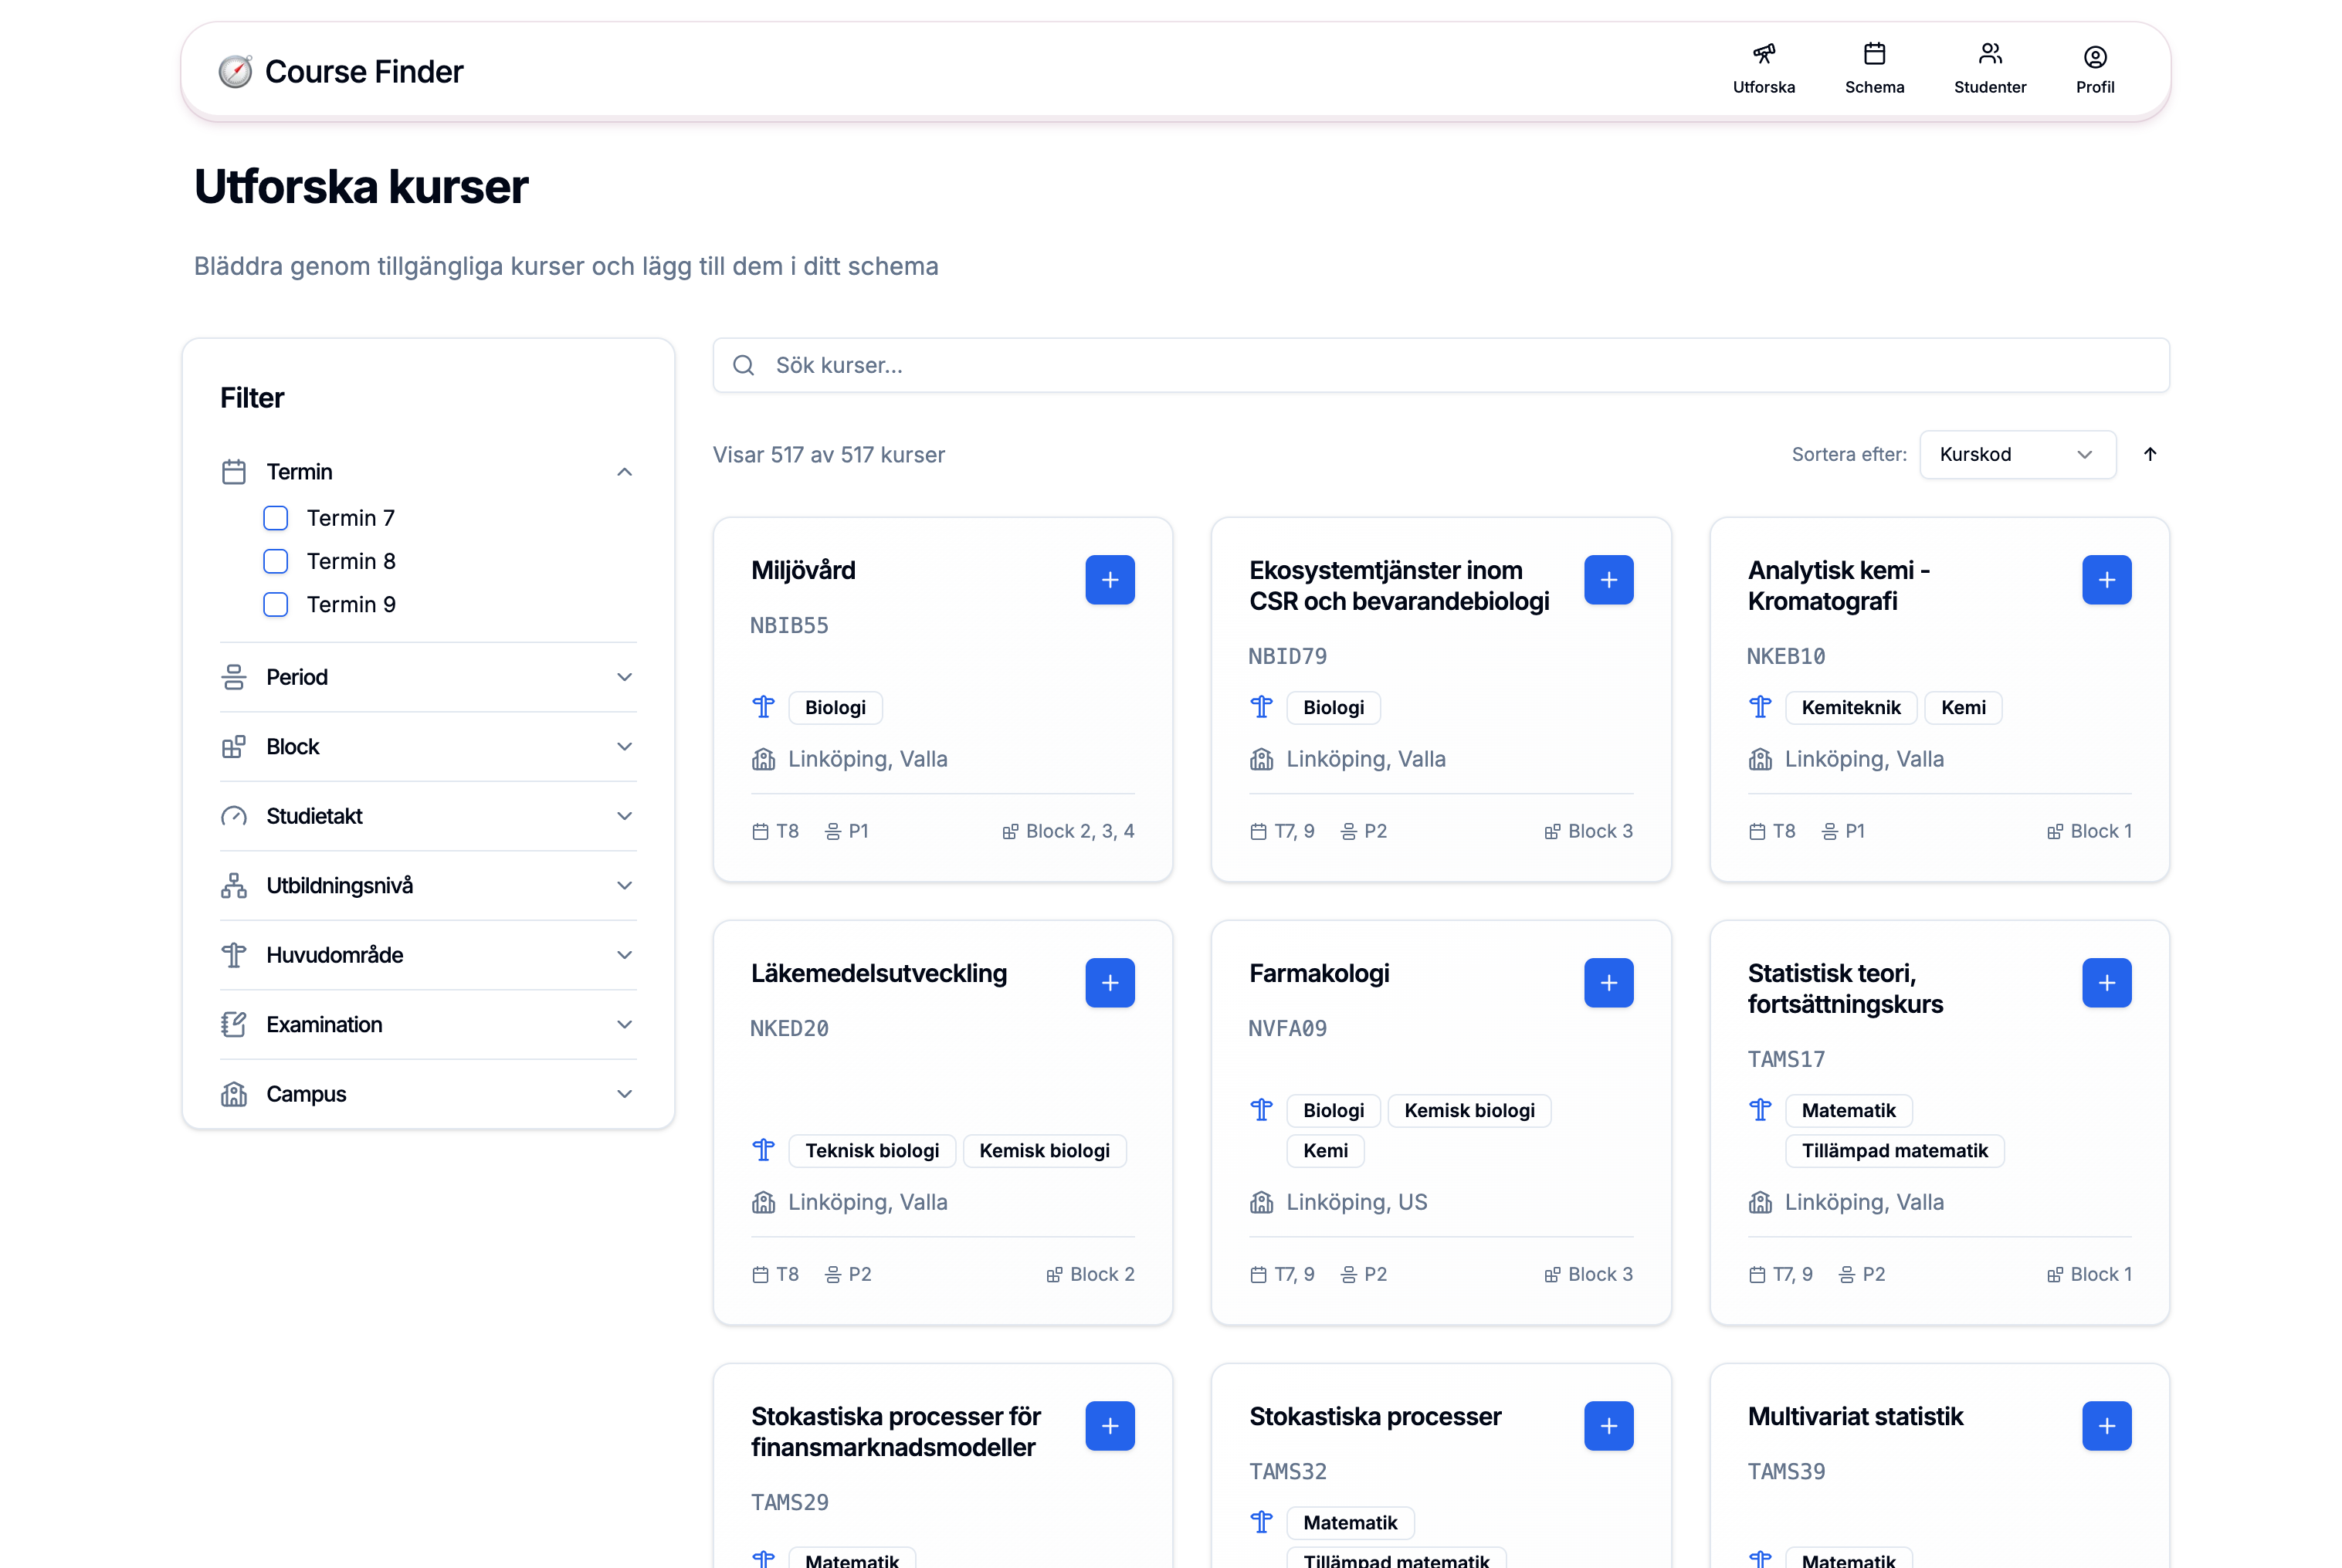 Course Finder
Utforska
Schema
Studenter
Profil
Utforska kurser
Bläddra genom tillgängliga kurser och lägg till dem i ditt schema
Filter
Termin
Termin 7
Termin 8
Termin 9
Period
Block
Studietakt
Utbildningsnivå
Huvudområde
Examination
Campus
Sök kurser...
Visar 517 av 517 kurser
Sortera efter:
Kurskod
Miljövård
NBIB55
Biologi
Linköping, Valla
T8 P1 Block 2, 3, 4
Ekosystemtjänster inom
CSR och bevarandebiologi
NBID79
Biologi
Linköping, Valla
T7, 9 P2 Block 3
Analytisk kemi -
Kromatografi
NKEB10
Kemiteknik Kemi
Linköping, Valla
T8 P1 Block 1
Läkemedelsutveckling
NKED20
Teknisk biologi Kemisk biologi
Linköping, Valla
T8 P2 Block 2
Farmakologi
NVFA09
Biologi Kemisk biologi
Kemi
Linköping, US
T7, 9 P2 Block 3
Statistisk teori,
fortsättningskurs
TAMS17
Matematik
Tillämpad matematik
Linköping, Valla
T7, 9 P2 Block 1
Stokastiska processer för
finansmarknadsmodeller
TAMS29
Matematik
Stokastiska processer
TAMS32
Matematik
Tillämpad matematik
Multivariat statistik
TAMS39
Matematik